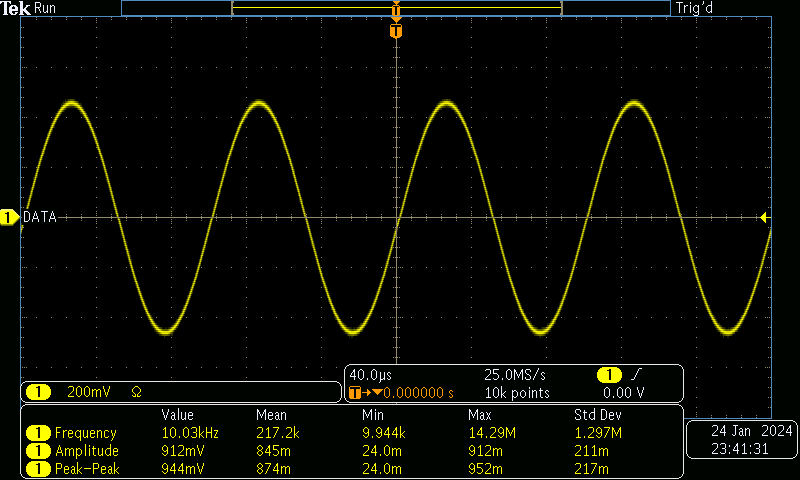 Tek Run Trig'd
T
T
1 DATA
1 200mV Ω
40.0µs 25.0MS/s 1
T→▼0.000000 s 10k points 0.00 V
Value Mean Min Max Std Dev
1 Frequency 10.03kHz 217.2k 9.944k 14.29M 1.297M
1 Amplitude 912mV 845m 24.0m 912m 211m
1 Peak-Peak 944mV 874m 24.0m 952m 217m
24 Jan 2024
23:41:31